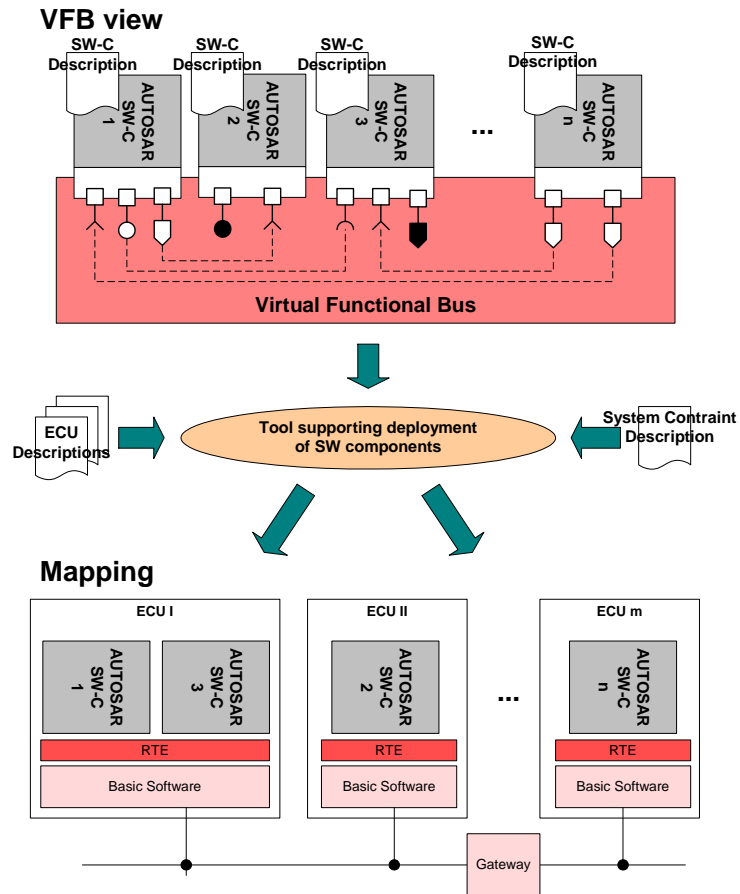 VFB view
SW-C
Description
AUTOSAR
SW-C
1
SW-C
Description
AUTOSAR
SW-C
2
SW-C
Description
AUTOSAR
SW-C
3
...
SW-C
Description
AUTOSAR
SW-C
n
Virtual Functional Bus
ECU
Descriptions
Tool supporting deployment
of SW components
System Contraint
Description
Mapping
ECU I
AUTOSAR
SW-C
1
AUTOSAR
SW-C
3
RTE
Basic Software
ECU II
AUTOSAR
SW-C
2
RTE
Basic Software
...
ECU m
AUTOSAR
SW-C
n
RTE
Basic Software
Gateway